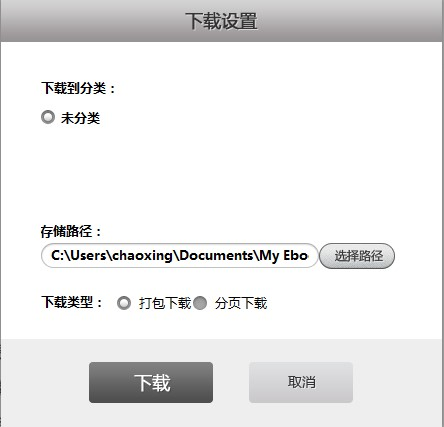 下载设置
下载到分类：
未分类
存储路径：
C:\Users\chaoxing\Documents\My Ebo 选择路径
下载类型： 打包下载 分页下载
下载 取消